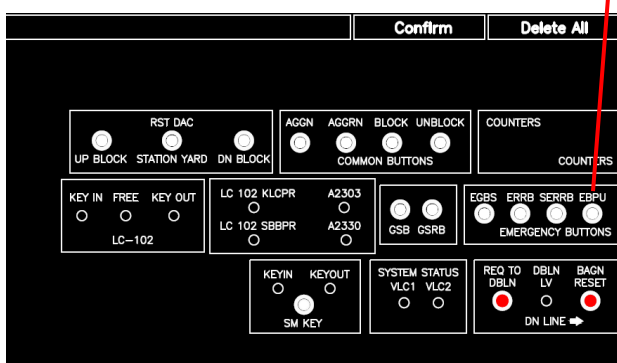 Confirm Delete All
RST DAC
UP BLOCK STATION YARD DN BLOCK
AGGN AGGRN BLOCK UNBLOCK
COMMON BUTTONS
COUNTERS
COUNTERS
KEY IN FREE KEY OUT
LC-102
LC 102 KLCPR A2303
LC 102 SBBPR A2330
GSB GSRB
EGBS ERRB SERRB EBPU
EMERGENCY BUTTONS
KEYIN KEYOUT
SM KEY
SYSTEM STATUS
VLC1 VLC2
REQ TO DBLN BAGN
DBLN LV RESET
DN LINE